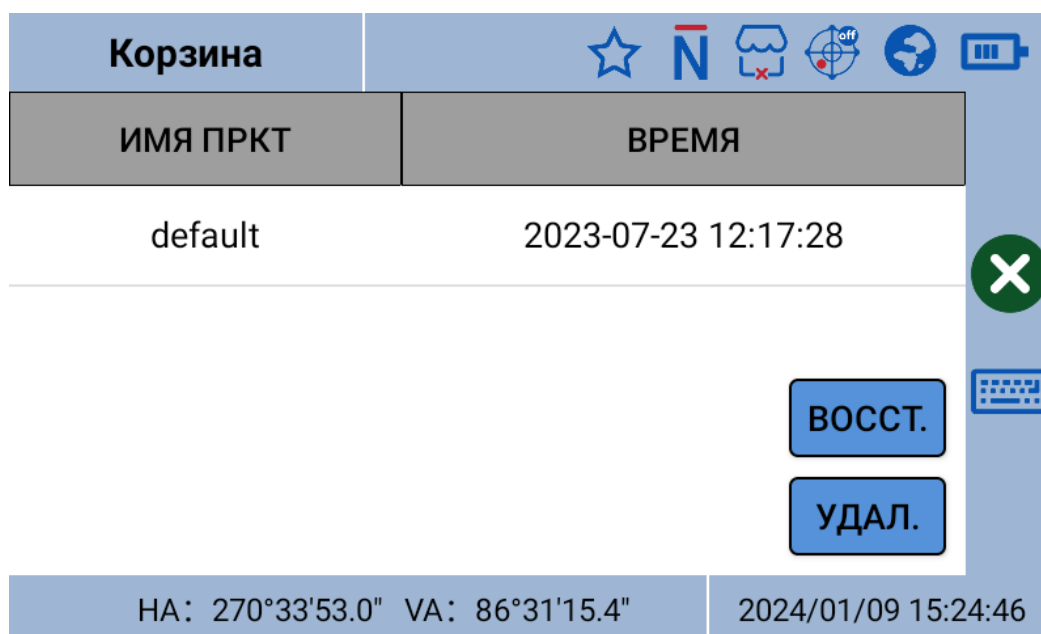 Корзина
N
off
ИМЯ ПРКТ ВРЕМЯ
default 2023-07-23 12:17:28
ВОССТ.
УДАЛ.
HA: 270°33'53.0" VA: 86°31'15.4" 2024/01/09 15:24:46